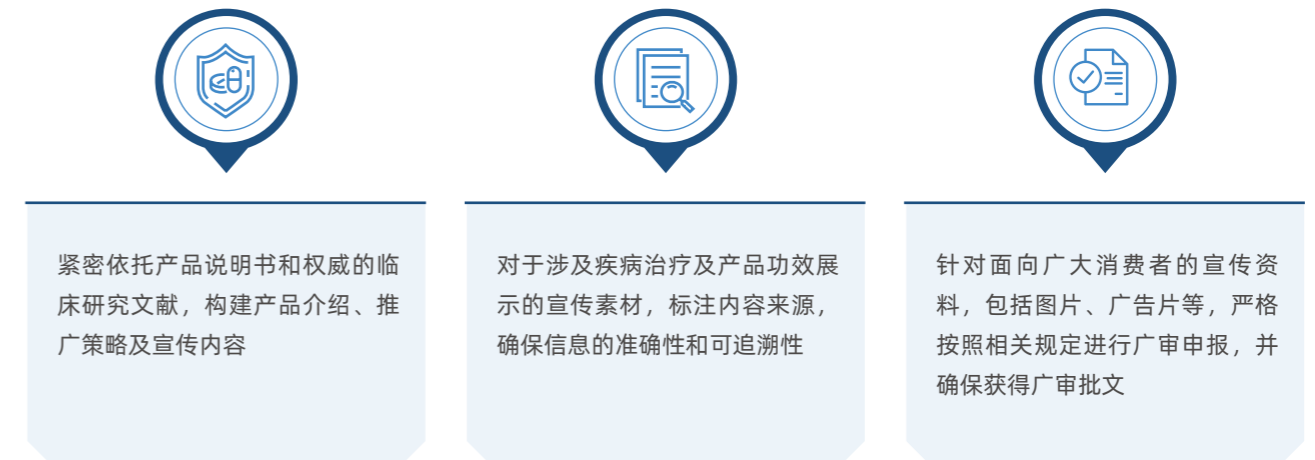 紧密依托产品说明书和权威的临
床研究文献，构建产品介绍、推
广策略及宣传内容
对于涉及疾病治疗及产品功效展
示的宣传素材，标注内容来源，
确保信息的准确性和可追溯性
针对面向广大消费者的宣传资
料，包括图片、广告片等，严格
按照相关规定进行广审申报，并
确保获得广审批文